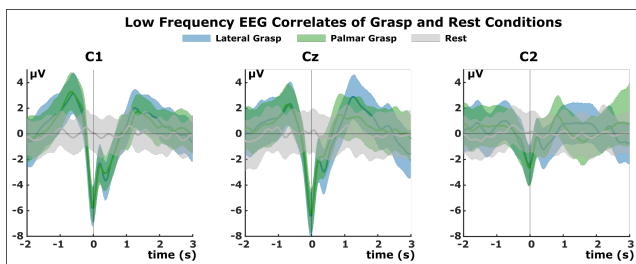 Low Frequency EEG Correlates of Grasp and Rest Conditions
Lateral Grasp Palmar Grasp Rest
C1 Cz C2
µV µV µV
4 4 4
2 2 2
0 0 0
-2 -2 -2
-4 -4 -4
-6 -6 -6
-8 -8 -8
-2 -1 0 1 2 3 -2 -1 0 1 2 3 -2 -1 0 1 2 3
time (s) time (s) time (s)